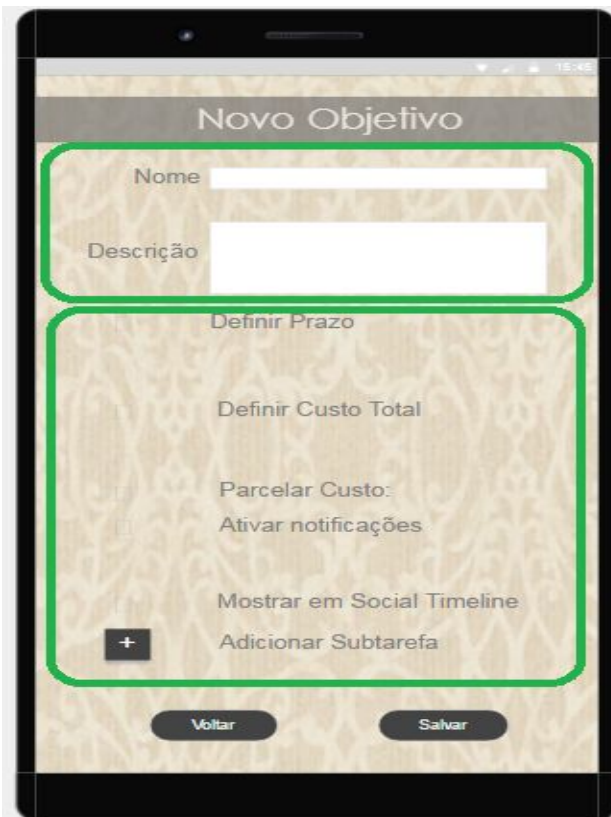 15:45
Novo Objetivo
Nome
Descrição
Definir Prazo
Definir Custo Total
Parcelar Custo:
Ativar notificações
Mostrar em Social Timeline
+ Adicionar Subtarefa
Voltar Salvar